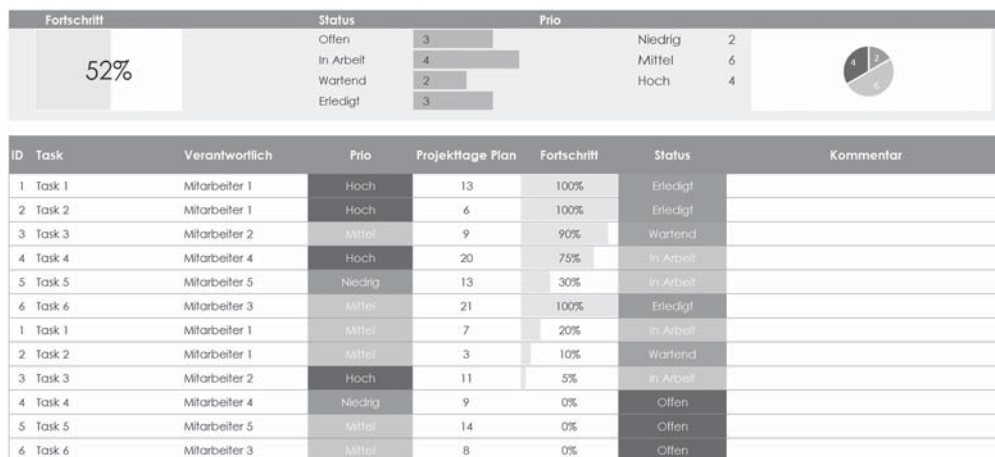 Fortschritt Status Prio
Offen 3 Niedrig 2
In Arbeit 4 Mittel 6
Wartend 2 Hoch 4
Erledigt 3
52%
4 2
6
ID Task Verantwortlich Prio Projekttage Plan Fortschritt Status Kommentar
1 Task 1 Mitarbeiter 1 Hoch 13 100% Erledigt
2 Task 2 Mitarbeiter 1 Hoch 6 100% Erledigt
3 Task 3 Mitarbeiter 2 Mittel 9 90% Wartend
4 Task 4 Mitarbeiter 4 Hoch 20 75% In Arbeit
5 Task 5 Mitarbeiter 5 Niedrig 13 30% In Arbeit
6 Task 6 Mitarbeiter 3 Mittel 21 100% Erledigt
1 Task 1 Mitarbeiter 1 Mittel 7 20% In Arbeit
2 Task 2 Mitarbeiter 1 Mittel 3 10% Wartend
3 Task 3 Mitarbeiter 2 Hoch 11 5% In Arbeit
4 Task 4 Mitarbeiter 4 Niedrig 9 0% Offen
5 Task 5 Mitarbeiter 5 Mittel 14 0% Offen
6 Task 6 Mitarbeiter 3 Mittel 8 0% Offen